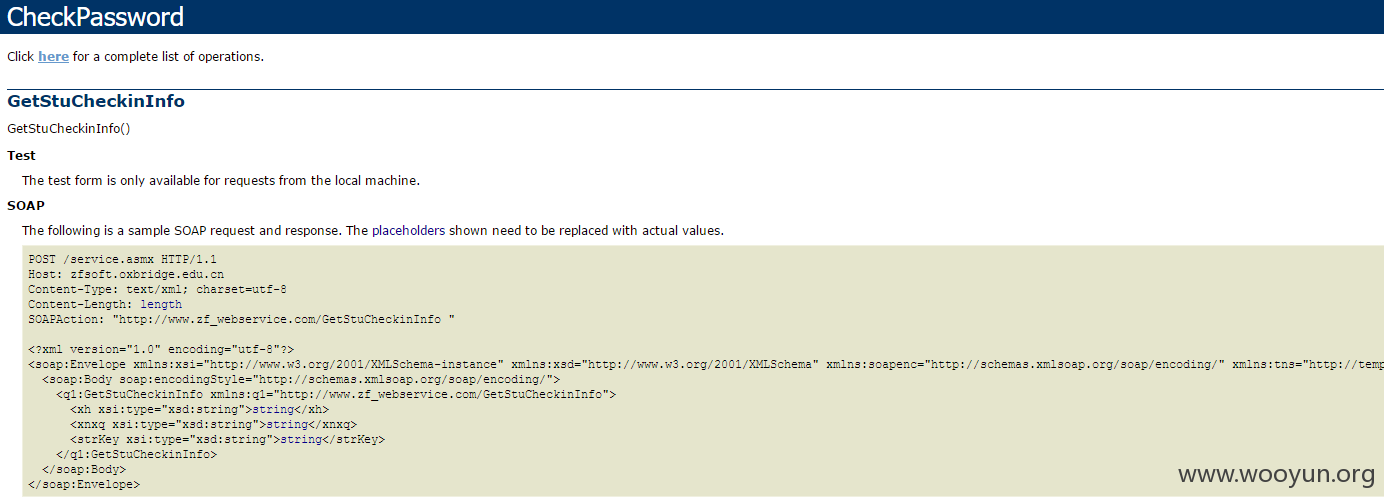 CheckPassword
Click here for a complete list of operations.
GetStuCheckinInfo
GetStuCheckinInfo()
Test
The test form is only available for requests from the local machine.
SOAP
The following is a sample SOAP request and response. The placeholders shown need to be replaced with actual values.
POST /service.asmx HTTP/1.1
Host: zfsoft.oxbridge.edu.cn
Content-Type: text/xml; charset=utf-8
Content-Length: length
SOAPAction: "http://www.zf_webservice.com/GetStuCheckinInfo "
<?xml version="1.0" encoding="utf-8"?>
<soap:Envelope xmlns:xsi="http://www.w3.org/2001/XMLSchema-instance" xmlns:xsd="http://www.w3.org/2001/XMLSchema" xmlns:soapenc="http://schemas.xmlsoap.org/soap/encoding/" xmlns:tns="http://temp
<soap:Body soap:encodingStyle="http://schemas.xmlsoap.org/soap/encoding/">
<q1:GetStuCheckinInfo xmlns:q1="http://www.zf_webservice.com/GetStuCheckinInfo">
<xh xsi:type="xsd:string">string</xh>
<xnxq xsi:type="xsd:string">string</xnxq>
<strKey xsi:type="xsd:string">string</strKey>
</q1:GetStuCheckinInfo>
</soap:Body>
</soap:Envelope>
www.wooyun.org